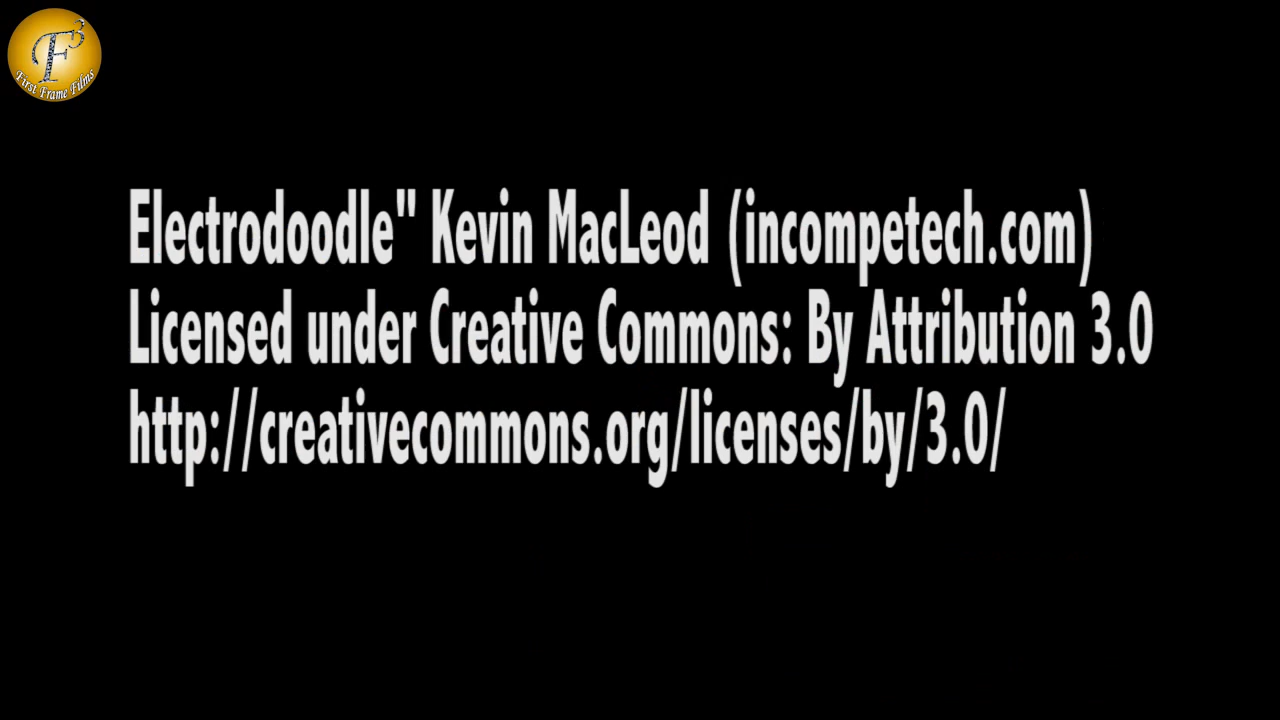 F3
First Frame Films
Electrodoodle" Kevin MacLeod (incompetech.com)
Licensed under Creative Commons: By Attribution 3.0
http://creativecommons.org/licenses/by/3.0/